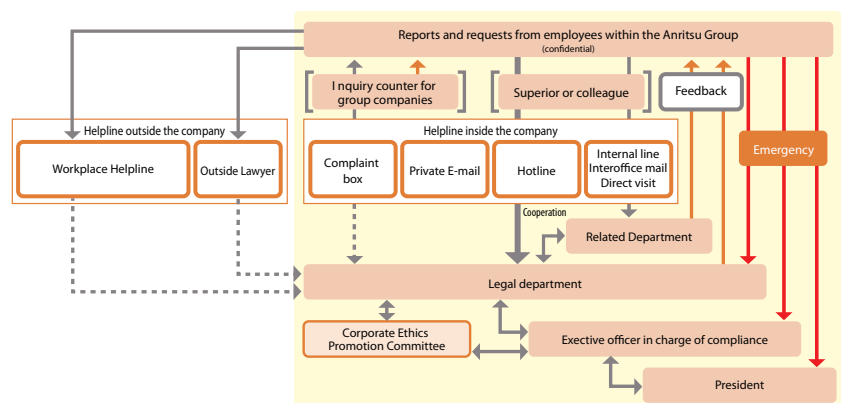 Reports and requests from employees within the Anritsu Group
(confidential)
I nquiry counter for
group companies
Superior or colleague
Feedback
Helpline outside the company
Helpline inside the company
Emergency
Workplace Helpline
Outside Lawyer
Complaint
box
Private E-mail
Hotline
Internal line
Interoffice mail
Direct visit
Cooperation
Related Department
Legal department
Corporate Ethics
Promotion Committee
Exective officer in charge of compliance
President